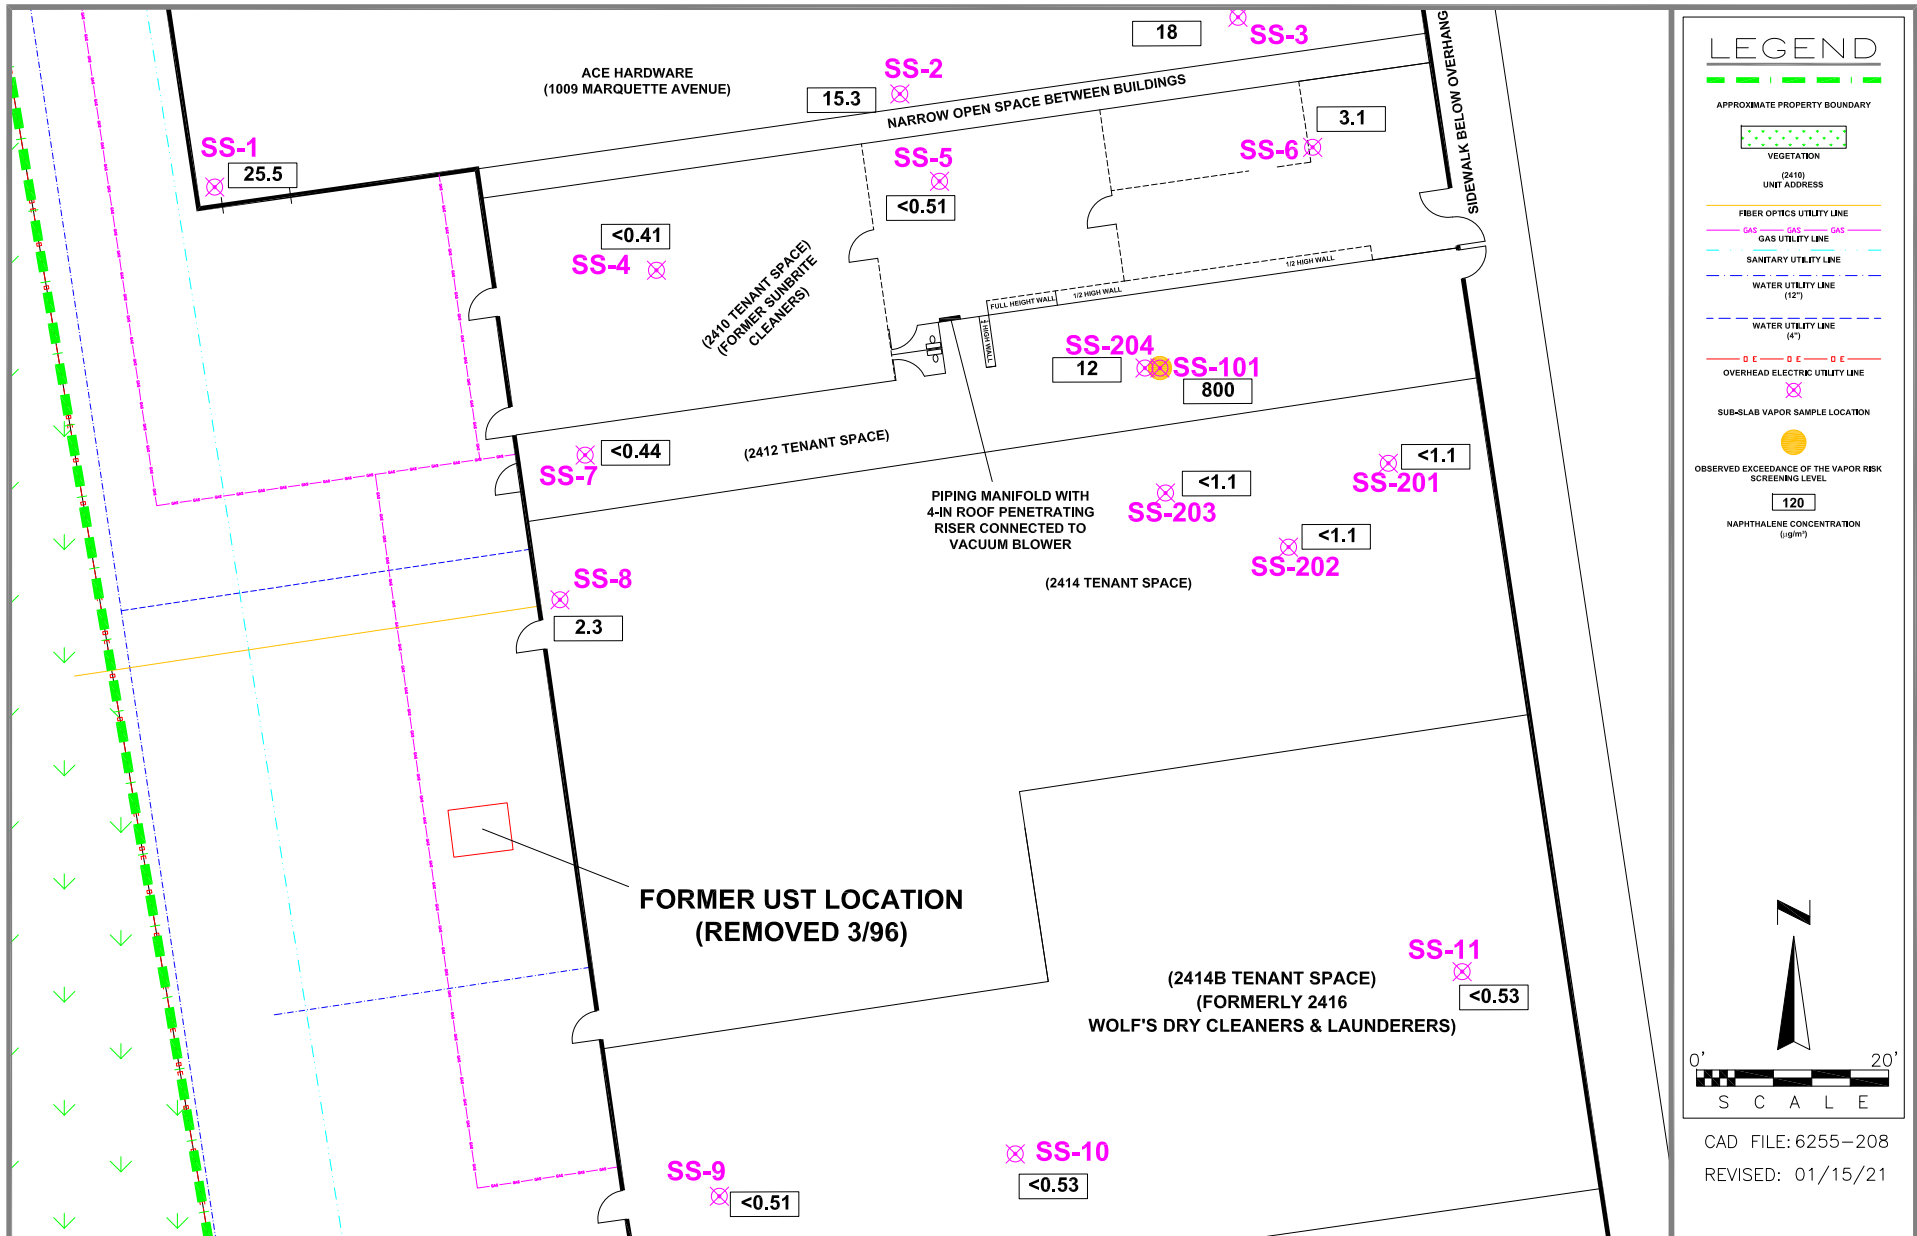 18
SS-3
ACE HARDWARE
(1009 MARQUETTE AVENUE)
SS-2
15.3
NARROW OPEN SPACE BETWEEN BUILDINGS
SIDEWALK BELOW OVERHANG
3.1
SS-6
SS-1
25.5
SS-5
<0.51
<0.41
SS-4
(2410 TENANT SPACE)
(FORMER SUNBRITE
CLEANERS)
1/2 HIGH WALL
1/2 HIGH WALL
FULL HEIGHT WALL
HIGH WALL
SS-204
12
SS-101
800
(2412 TENANT SPACE)
<0.44
SS-7
<1.1
SS-201
<1.1
SS-203
<1.1
SS-202
PIPING MANIFOLD WITH
4-IN ROOF PENETRATING
RISER CONNECTED TO
VACUUM BLOWER
(2414 TENANT SPACE)
SS-8
2.3
FORMER UST LOCATION
(REMOVED 3/96)
SS-11
<0.53
(2414B TENANT SPACE)
(FORMERLY 2416
WOLF'S DRY CLEANERS & LAUNDERERS)
SS-10
<0.53
SS-9
<0.51
LEGEND
APPROXIMATE PROPERTY BOUNDARY
VEGETATION
(2410)
UNIT ADDRESS
FIBER OPTICS UTILITY LINE
GAS GAS GAS
GAS UTILITY LINE
SANITARY UTILITY LINE
WATER UTILITY LINE
(12")
WATER UTILITY LINE
(4")
O E O E O E
OVERHEAD ELECTRIC UTILITY LINE
SUB-SLAB VAPOR SAMPLE LOCATION
OBSERVED EXCEEDANCE OF THE VAPOR RISK
SCREENING LEVEL
120
NAPHTHALENE CONCENTRATION
(µg/m³)
N
0' 20'
S C A L E
CAD FILE: 6255-208
REVISED: 01/15/21